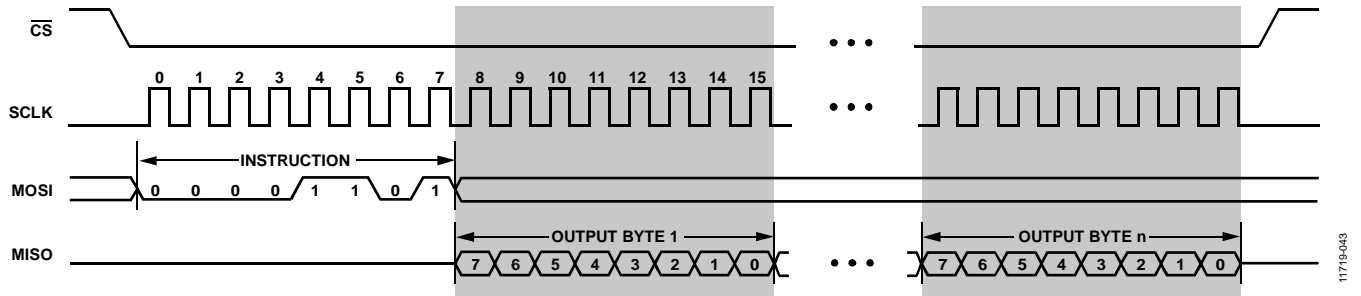 CS
0 1 2 3 4 5 6 7 8 9 10 11 12 13 14 15
SCLK
INSTRUCTION
MOSI 0 0 0 0 1 1 0 1
OUTPUT BYTE 1 OUTPUT BYTE n
MISO 7 6 5 4 3 2 1 0 7 6 5 4 3 2 1 0
11719-043